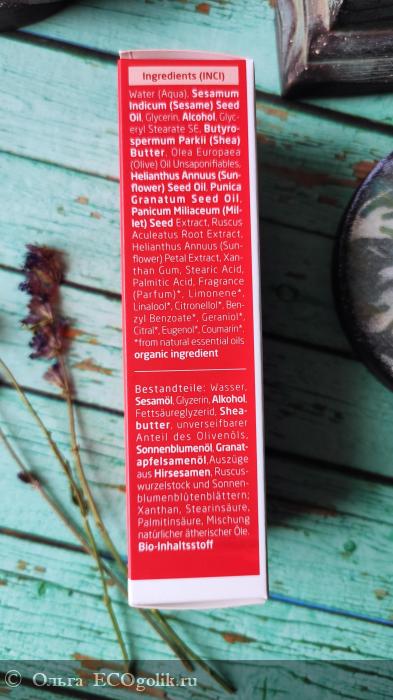 Ingredients (INCI)
Water (Aqua), Sesamum
Indicum (Sesame) Seed
Oil, Glycerin, Alcohol, Glyc-
eryl Stearate SE, Butyro-
spermum Parkii (Shea)
Butter, Olea Europaea
(Olive) Oil Unsaponifiables,
Helianthus Annuus (Sun-
flower) Seed Oil, Punica
Granatum Seed Oil,
Panicum Miliaceum (Mil-
let) Seed Extract, Ruscus
Aculeatus Root Extract,
Helianthus Annuus (Sun-
flower) Petal Extract, Xan-
than Gum, Stearic Acid,
Palmitic Acid, Fragrance
(Parfum)*, Limonene*,
Linalool*, Citronellol*, Ben-
zyl Benzoate*, Geraniol*,
Citral*, Eugenol*, Coumarin*.
*from natural essential oils
organic ingredient
Bestandteile: Wasser,
Sesamöl, Glyzerin, Alkohol,
Fettsäureglyzerid, Shea-
butter, unverseifbarer
Anteil des Olivenöls,
Sonnenblumenöl, Granat-
apfelsamenöl, Auszüge
aus Hirsesamen, Ruscus-
wurzelstock und Sonnen-
blumenblütenblättern;
Xanthan, Stearinsäure,
Palmitinsäure, Mischung
natürlicher ätherischer Öle.
Bio-Inhaltsstoff
© Ольга ECOgolik.ru